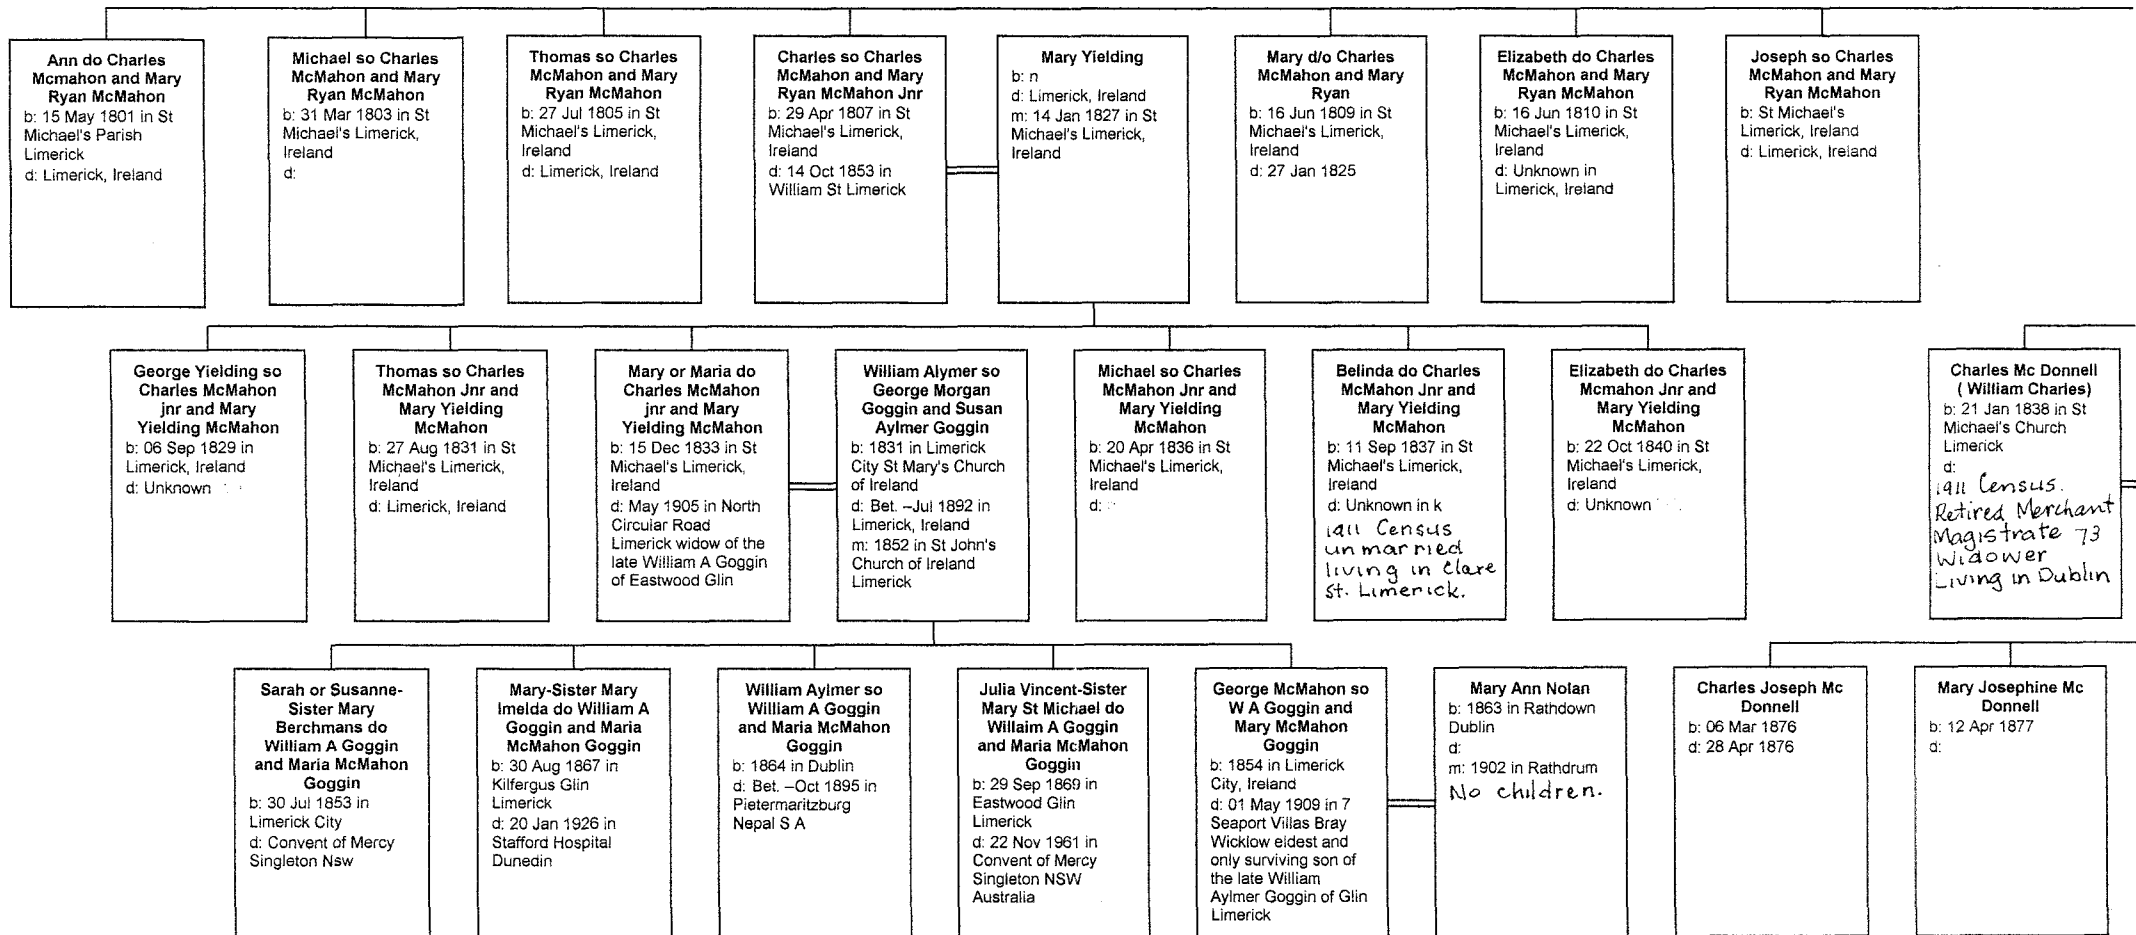 Ann do Charles
Mcmahon and Mary
Ryan McMahon
b: 15 May 1801 in St
Michael's Parish
Limerick
d: Limerick, Ireland
Michael so Charles
McMahon and Mary
Ryan McMahon
b: 31 Mar 1803 in St
Michael's Limerick,
Ireland
d:
Thomas so Charles
McMahon and Mary
Ryan McMahon
b: 27 Jul 1805 in St
Michael's Limerick,
Ireland
d: Limerick, Ireland
Charles so Charles
McMahon and Mary
Ryan McMahon Jnr
b: 29 Apr 1807 in St
Michael's Limerick,
Ireland
d: 14 Oct 1853 in
William St Limerick
Mary Yielding
b: n
d: Limerick, Ireland
m: 14 Jan 1827 in St
Michael's Limerick,
Ireland
Mary d/o Charles
McMahon and Mary
Ryan
b: 16 Jun 1809 in St
Michael's Limerick,
Ireland
d: 27 Jan 1825
Elizabeth do Charles
McMahon and Mary
Ryan McMahon
b: 16 Jun 1810 in St
Michael's Limerick,
Ireland
d: Unknown in
Limerick, Ireland
Joseph so Charles
McMahon and Mary
Ryan McMahon
b: St Michael's
Limerick, Ireland
d: Limerick, Ireland
George Yielding so
Charles McMahon
jnr and Mary
Yielding McMahon
b: 06 Sep 1829 in
Limerick, Ireland
d: Unknown
Thomas so Charles
McMahon Jnr and
Mary Yielding
McMahon
b: 27 Aug 1831 in St
Michael's Limerick,
Ireland
d: Limerick, Ireland
Mary or Maria do
Charles McMahon
jnr and Mary
Yielding McMahon
b: 15 Dec 1833 in St
Michael's Limerick,
Ireland
d: May 1905 in North
Circular Road
Limerick widow of the
late William A Goggin
of Eastwood Glin
William Alymer so
George Morgan
Goggin and Susan
Aylmer Goggin
b: 1831 in Limerick
City St Mary's Church
of Ireland
d: Bet. –Jul 1892 in
Limerick, Ireland
m: 1852 in St John's
Church of Ireland
Limerick
Michael so Charles
McMahon Jnr and
Mary Yielding
McMahon
b: 20 Apr 1836 in St
Michael's Limerick,
Ireland
d:
Belinda do Charles
McMahon Jnr and
Mary Yielding
McMahon
b: 11 Sep 1837 in St
Michael's Limerick,
Ireland
d: Unknown in k
1911 Census
unmarried
living in Clare
St. Limerick.
Elizabeth do Charles
Mcmahon Jnr and
Mary Yielding
McMahon
b: 22 Oct 1840 in St
Michael's Limerick,
Ireland
d: Unknown
Charles Mc Donnell
( William Charles)
b: 21 Jan 1838 in St
Michael's Church
Limerick
d:
1911 Census.
Retired Merchant
Magistrate 73
Widower
Living in Dublin
Sarah or Susanne-
Sister Mary
Berchmans do
William A Goggin
and Maria McMahon
Goggin
b: 30 Jul 1853 in
Limerick City
d: Convent of Mercy
Singleton Nsw
Mary-Sister Mary
Imelda do William A
Goggin and Maria
McMahon Goggin
b: 30 Aug 1867 in
Kilfergus Glin
Limerick
d: 20 Jan 1926 in
Stafford Hospital
Dunedin
William Aylmer so
William A Goggin
and Maria McMahon
Goggin
b: 1864 in Dublin
d: Bet. –Oct 1895 in
Pietermaritzburg
Nepal S A
Julia Vincent-Sister
Mary St Michael do
Willaim A Goggin
and Maria McMahon
Goggin
b: 29 Sep 1869 in
Eastwood Glin
Limerick
d: 22 Nov 1961 in
Convent of Mercy
Singleton NSW
Australia
George McMahon so
W A Goggin and
Mary McMahon
Goggin
b: 1854 in Limerick
City, Ireland
d: 01 May 1909 in 7
Seaport Villas Bray
Wicklow eldest and
only surviving son of
the late William
Aylmer Goggin of Glin
Limerick
Mary Ann Nolan
b: 1863 in Rathdown
Dublin
d:
m: 1902 in Rathdrum
No children.
Charles Joseph Mc
Donnell
b: 06 Mar 1876
d: 28 Apr 1876
Mary Josephine Mc
Donnell
b: 12 Apr 1877
d: